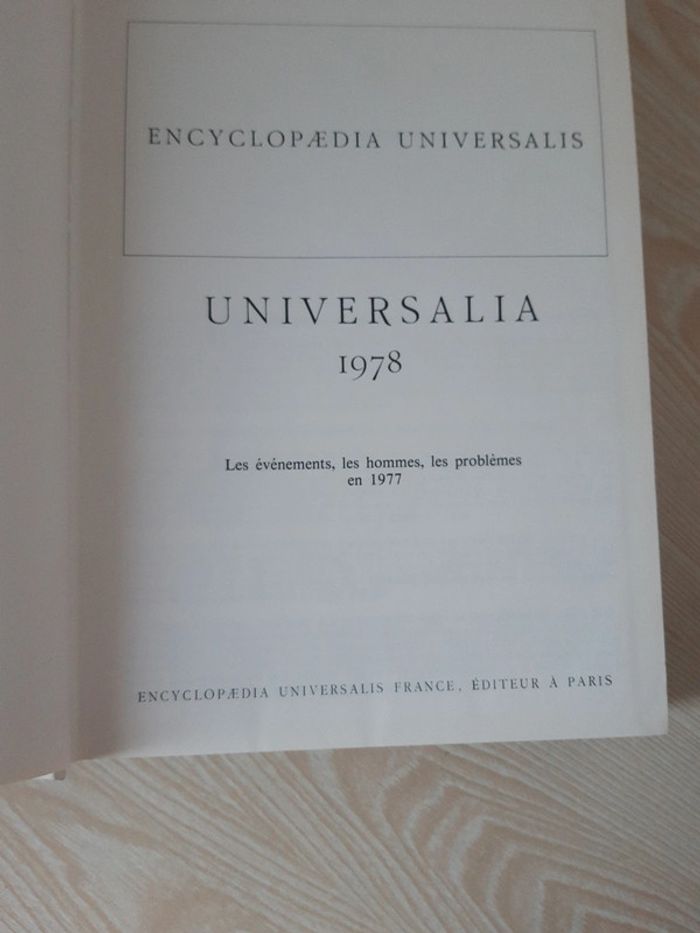 ENCYCLOPÆDIA UNIVERSALIS
UNIVERSALIA
1978
Les événements, les hommes, les problèmes
en 1977
ENCYCLOPÆDIA UNIVERSALIS FRANCE, ÉDITEUR À PARIS